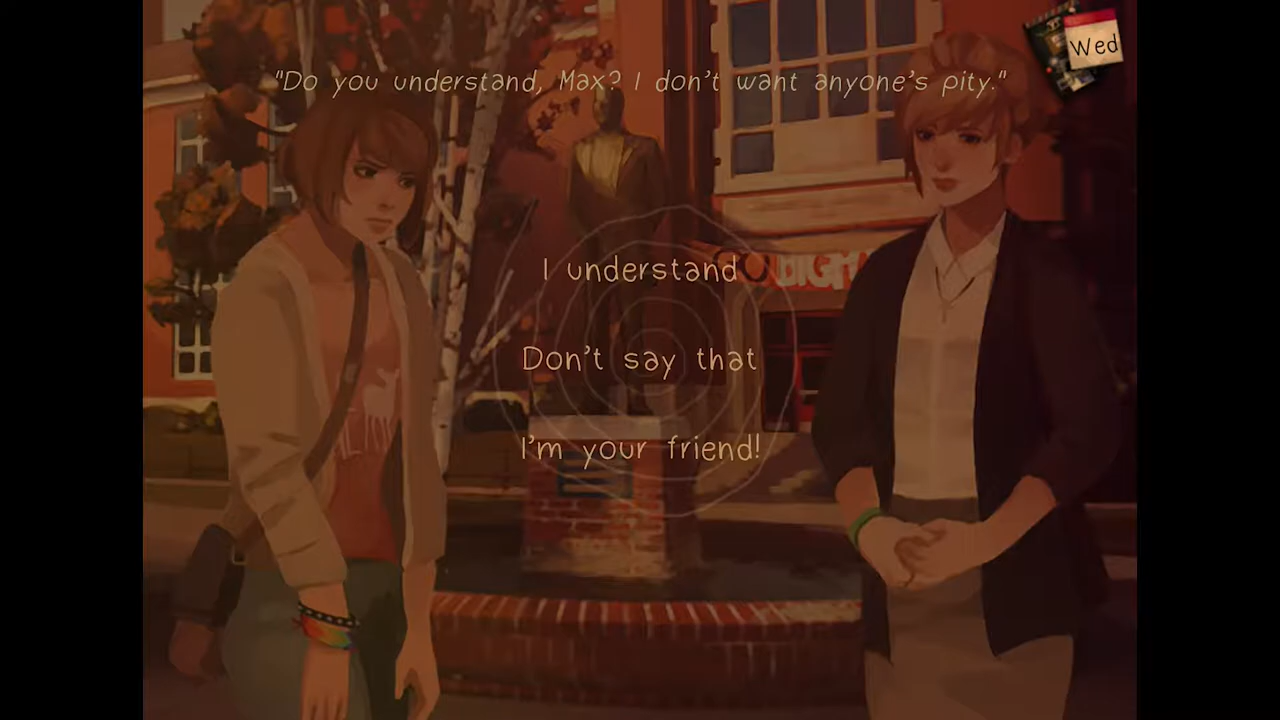 Wed
"Do you understand, Max? I don't want anyone's pity."
I understand
Don't say that
I'm your friend!